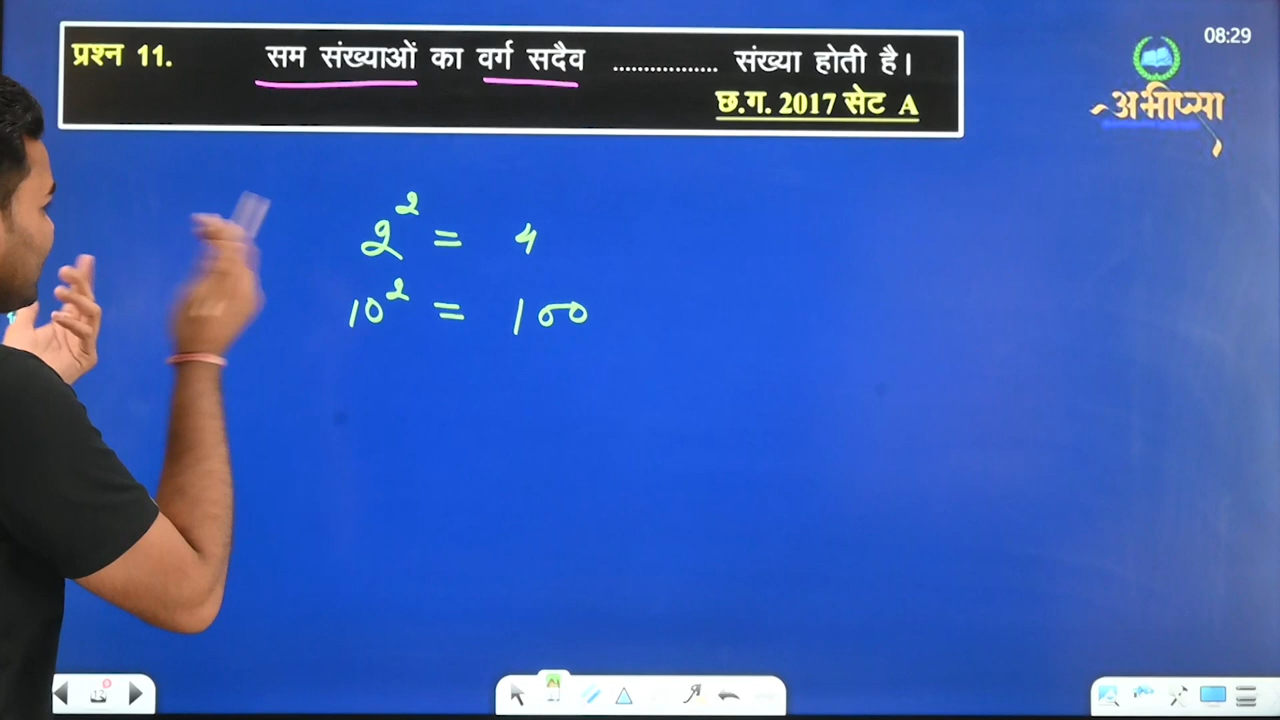 08:29
प्रश्न 11. सम संख्याओं का वर्ग सदैव ................. संख्या होती है।
छ.ग. 2017 सेट A
अभीप्सा
2² = 4
10² = 100